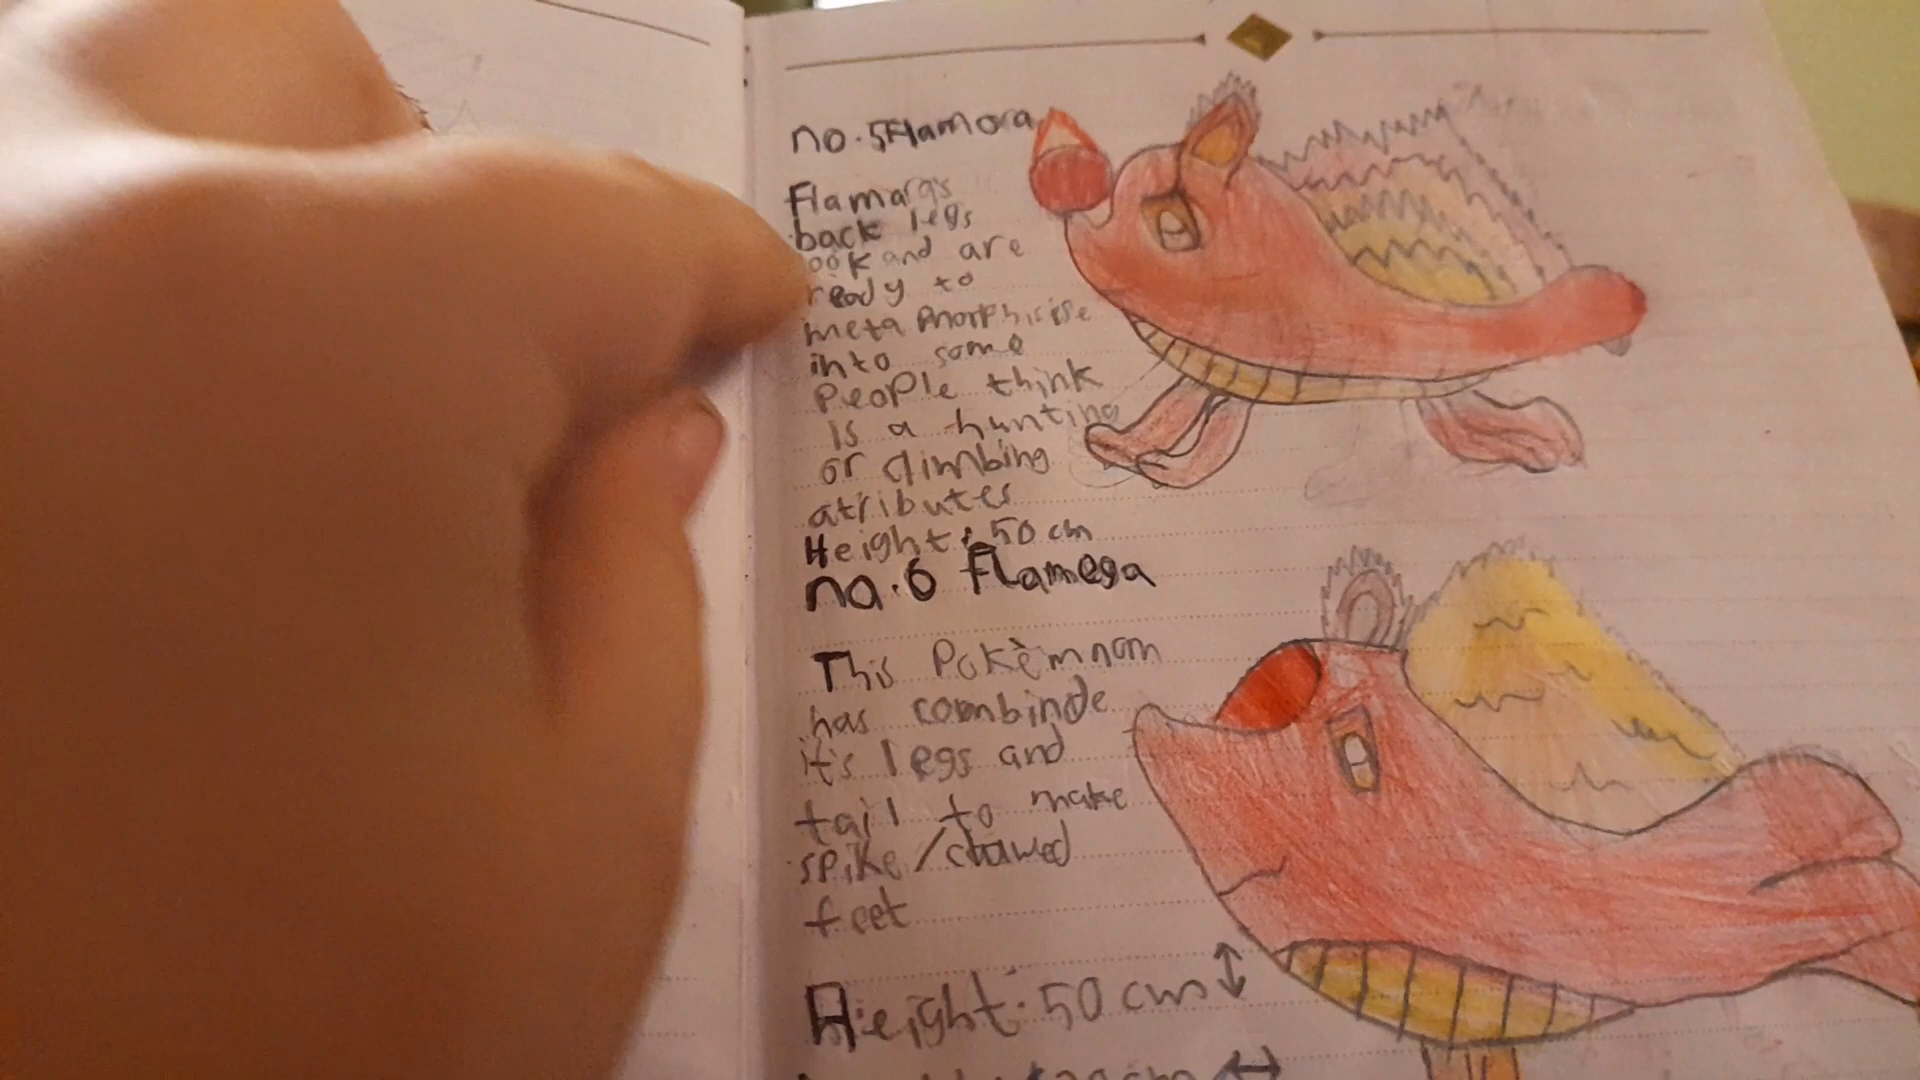 no.5 Flamora
Flamoras
back legs
ook and are
ready to
meta morphisise
into some
people think
is a hunting
or climbing
atributes
Height: 50 cm
no.6 Flamega
This Pokèmnom
has combinde
it's legs and
tail to make
spike/clawed
feet
Height: 50 cm